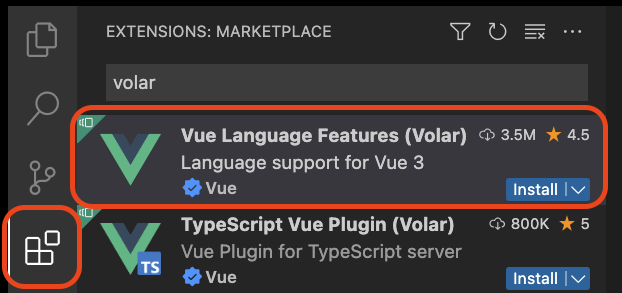 EXTENSIONS: MARKETPLACE
volar
Vue Language Features (Volar) 3.5M 4.5
Language support for Vue 3
Vue Install
TypeScript Vue Plugin (Volar) 800K 5
Vue Plugin for TypeScript server
TS
Vue Install